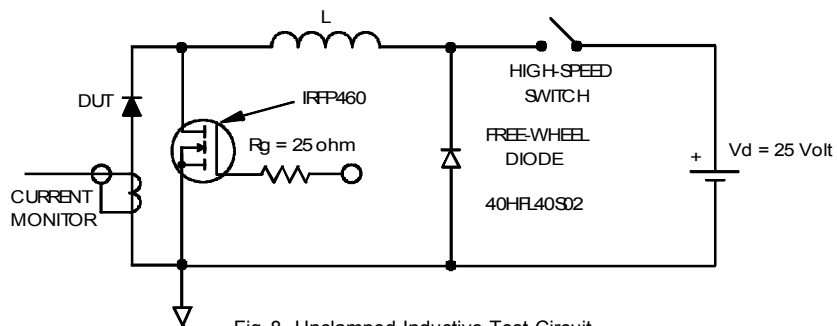 L
HIGH-SPEED
SWITCH
DUT
IRFP460
Rg = 25 ohm
FREE-WHEEL
DIODE
+
Vd = 25 Volt
CURRENT
MONITOR
40HFL40S02
Fig. 8- Unclamped Inductive Test Circuit